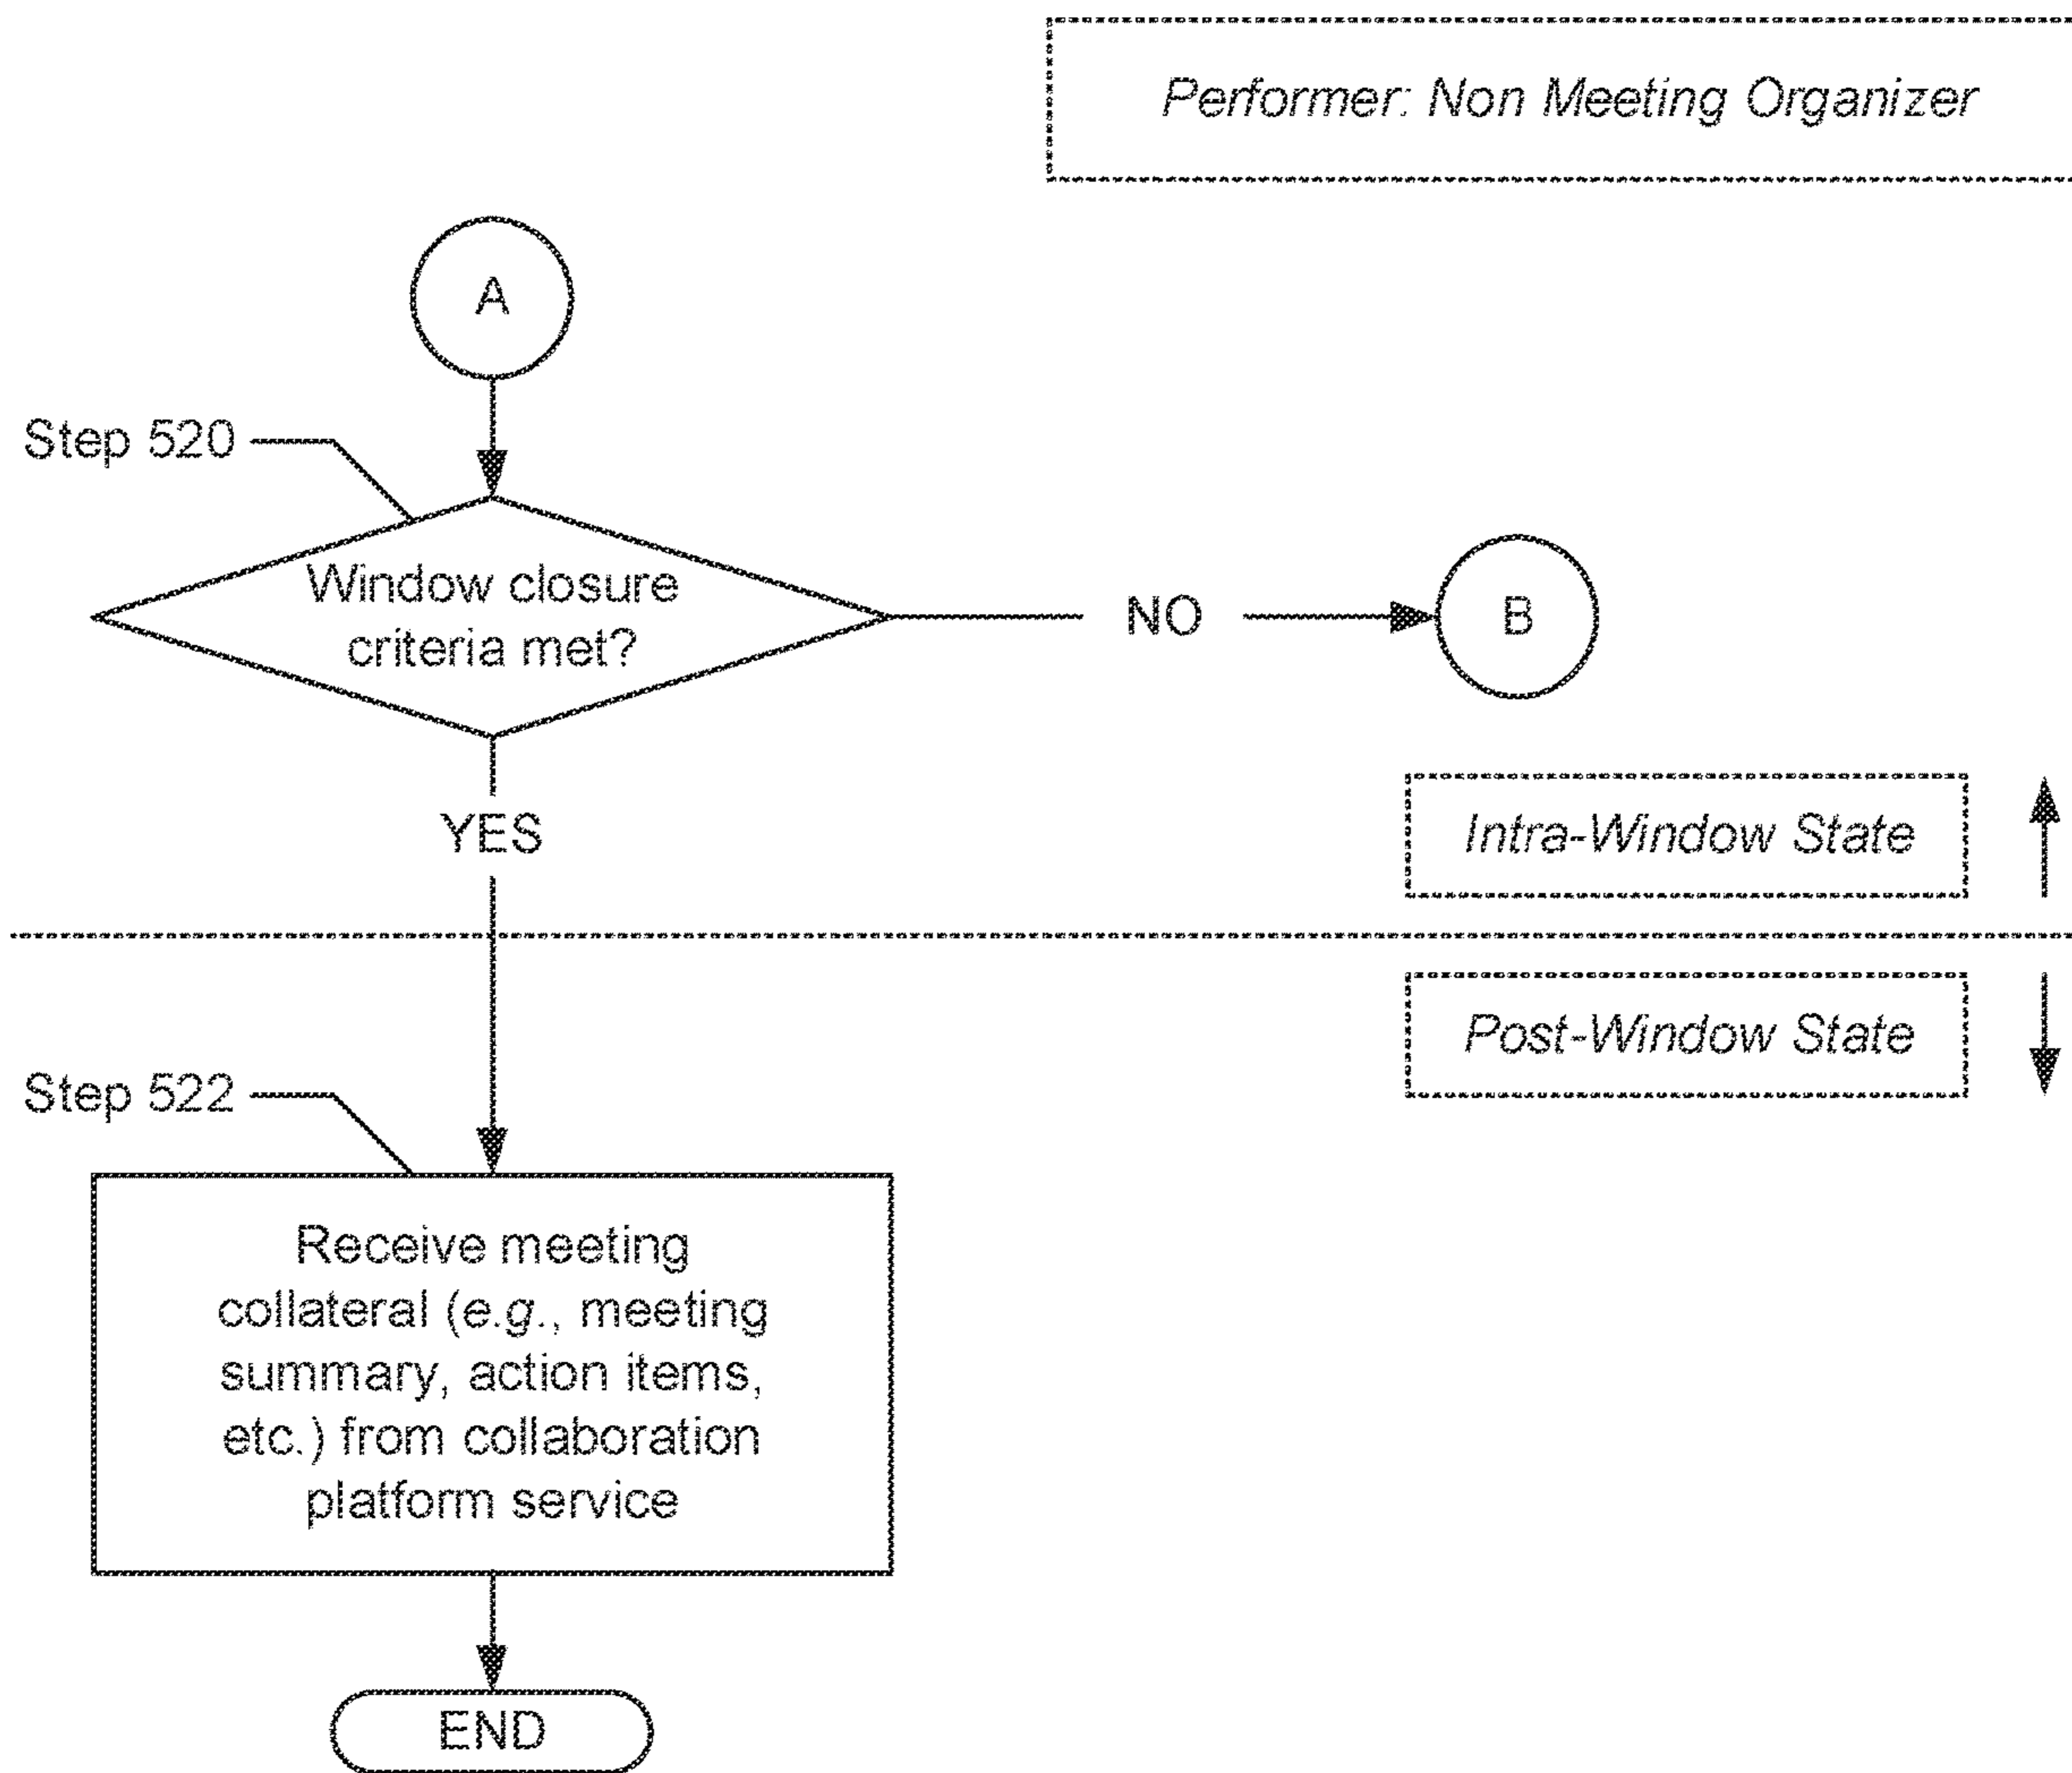 Performer: Non Meeting Organizer
A
Step 520
Window closure
criteria met?
NO
B
YES
Intra-Window State
Post-Window State
Step 522
Receive meeting
collateral (e.g., meeting
summary, action items,
etc.) from collaboration
platform service
END